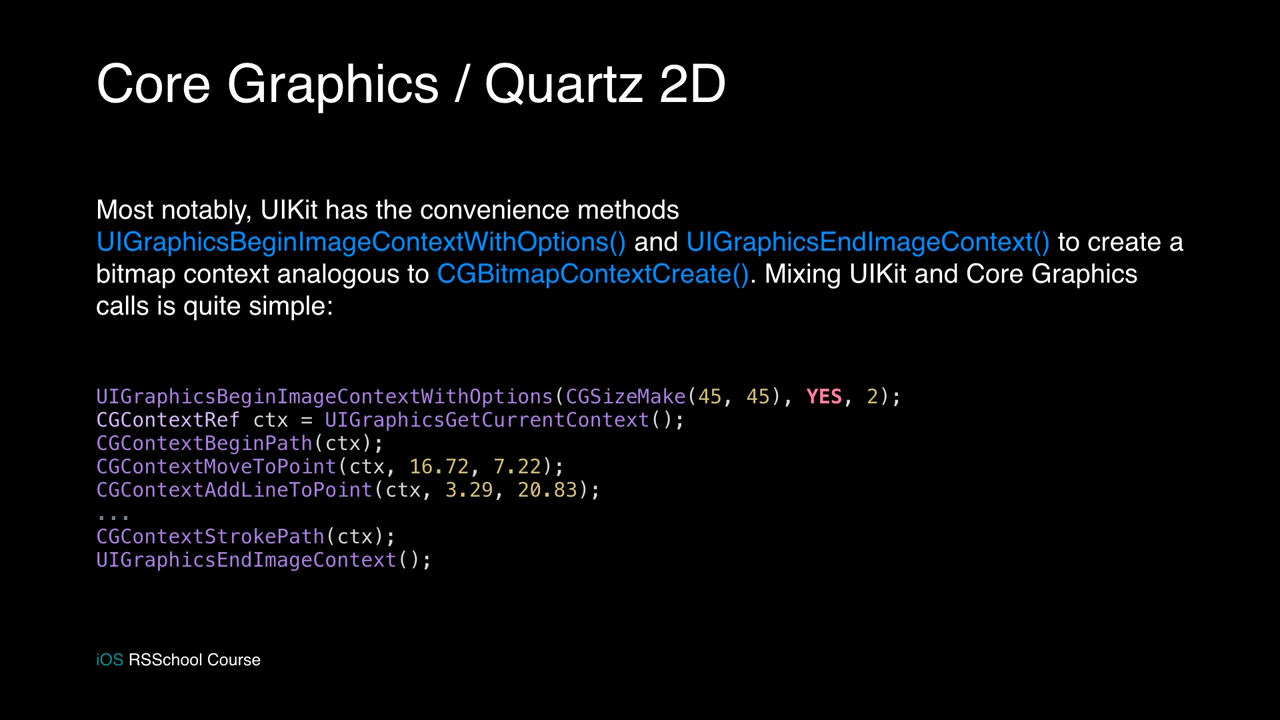 Core Graphics / Quartz 2D
Most notably, UIKit has the convenience methods
UIGraphicsBeginImageContextWithOptions() and UIGraphicsEndImageContext() to create a
bitmap context analogous to CGBitmapContextCreate(). Mixing UIKit and Core Graphics
calls is quite simple:
UIGraphicsBeginImageContextWithOptions(CGSizeMake(45, 45), YES, 2);
CGContextRef ctx = UIGraphicsGetCurrentContext();
CGContextBeginPath(ctx);
CGContextMoveToPoint(ctx, 16.72, 7.22);
CGContextAddLineToPoint(ctx, 3.29, 20.83);
...
CGContextStrokePath(ctx);
UIGraphicsEndImageContext();
iOS RSSchool Course